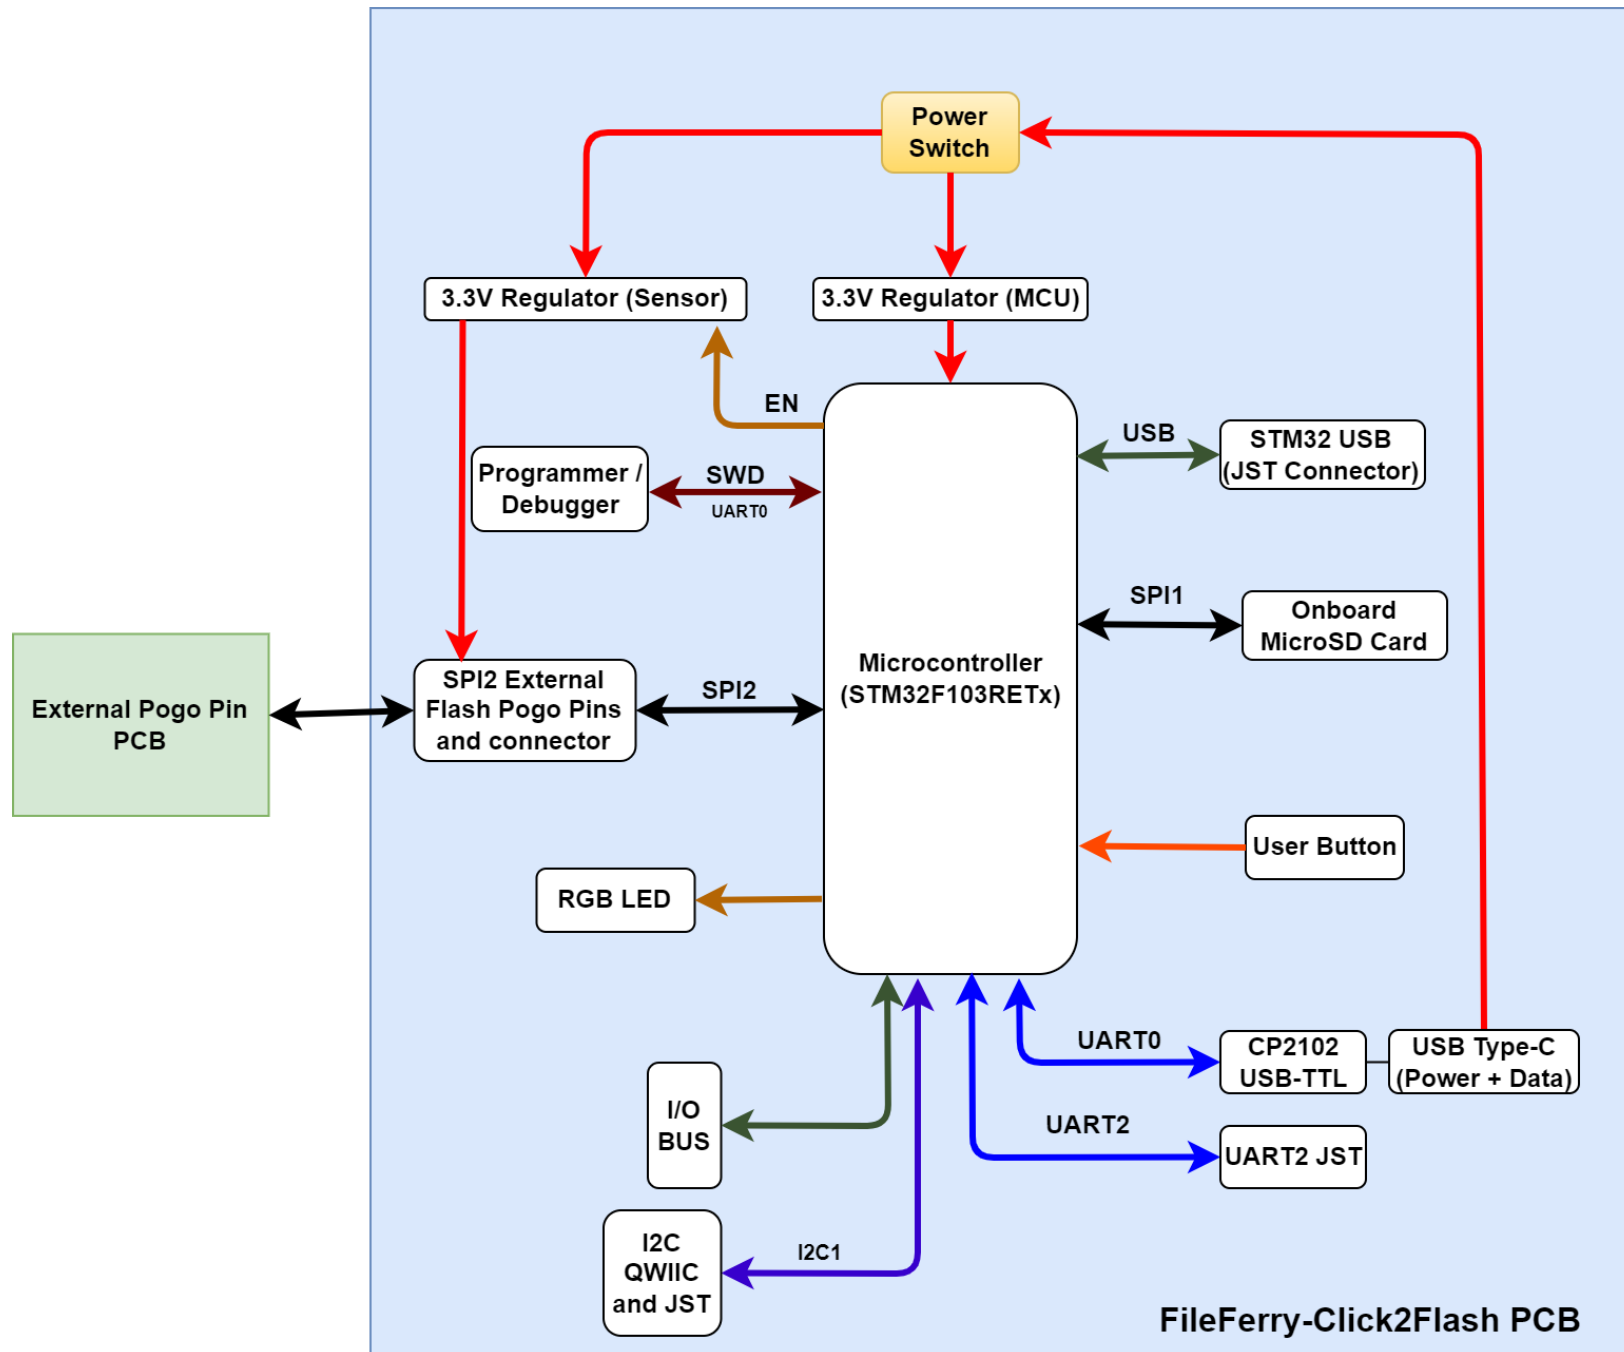 Power
Switch
3.3V Regulator (Sensor)
3.3V Regulator (MCU)
EN
USB
STM32 USB
(JST Connector)
Programmer /
Debugger
SWD
UART0
SPI1
Onboard
MicroSD Card
Microcontroller
(STM32F103RETx)
External Pogo Pin
PCB
SPI2 External
Flash Pogo Pins
and connector
SPI2
User Button
RGB LED
UART0
CP2102
USB-TTL
USB Type-C
(Power + Data)
I/O
BUS
UART2
UART2 JST
I2C
QWIIC
and JST
I2C1
FileFerry-Click2Flash PCB